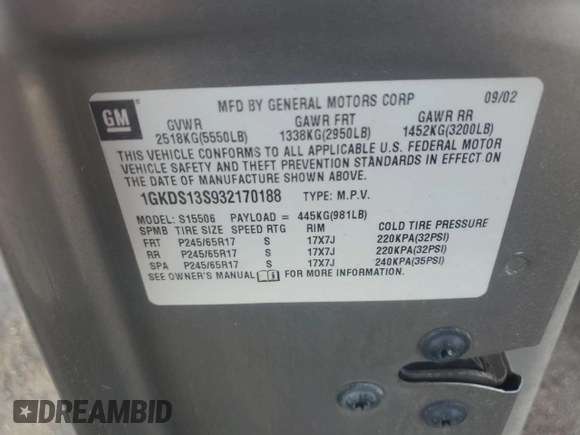 GM
MFD BY GENERAL MOTORS CORP 09/02
GVWR GAWR FRT GAWR RR
2518KG(5550LB) 1338KG(2950LB) 1452KG(3200LB)
THIS VEHICLE CONFORMS TO ALL APPLICABLE U.S. FEDERAL MOTOR
VEHICLE SAFETY AND THEFT PREVENTION STANDARDS IN EFFECT ON
THE DATE OF MANUFACTURE SHOWN ABOVE.
1GKDS13S932170188 TYPE: M.P.V.
MODEL: S15506 PAYLOAD = 445KG(981LB)
SPMB TIRE SIZE SPEED RTG RIM COLD TIRE PRESSURE
FRT P245/65R17 S 17X7J 220KPA(32PSI)
RR P245/65R17 S 17X7J 220KPA(32PSI)
SPA P245/65R17 S 17X7J 240KPA(35PSI)
SEE OWNER'S MANUAL FOR MORE INFORMATION.
DREAMBID